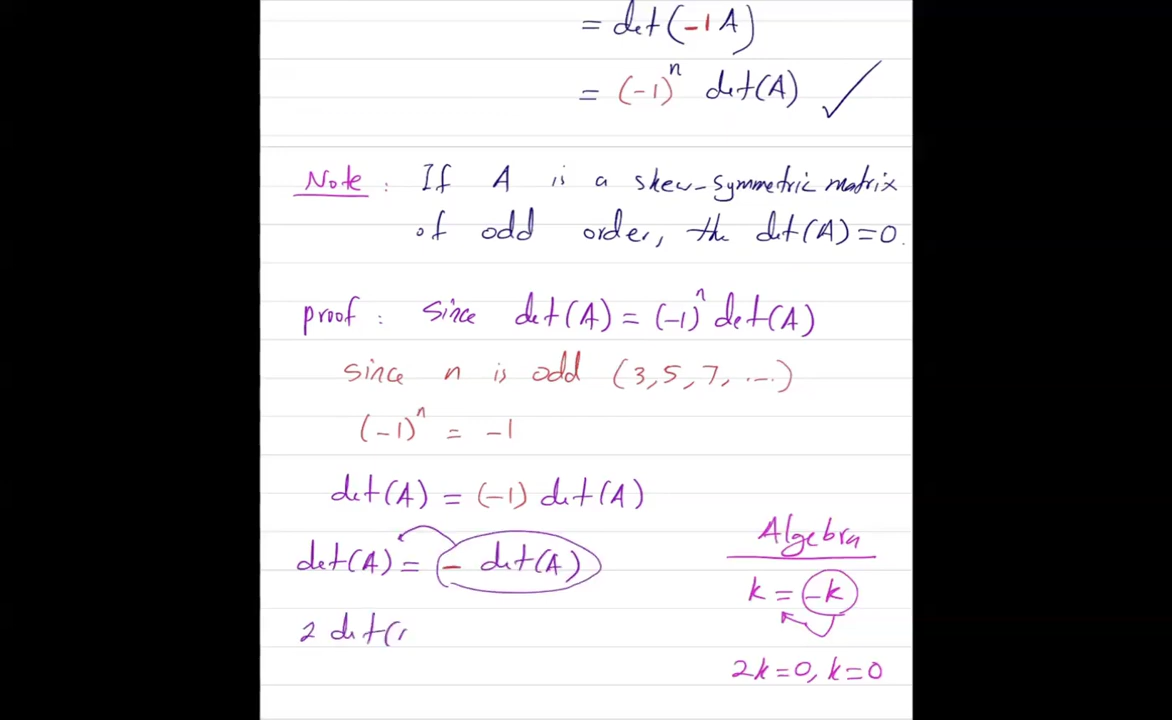 = det(-1A)
= (-1)^n det(A) ✓
Note: If A is a skew-symmetric matrix
of odd order, the det(A)=0.
proof: since det(A) = (-1)^n det(A)
since n is odd (3,5,7,....)
(-1)^n = -1
det(A) = (-1) det(A)
det(A) = - det(A)
2 det(
Algebra
k = -k
2k=0, k=0